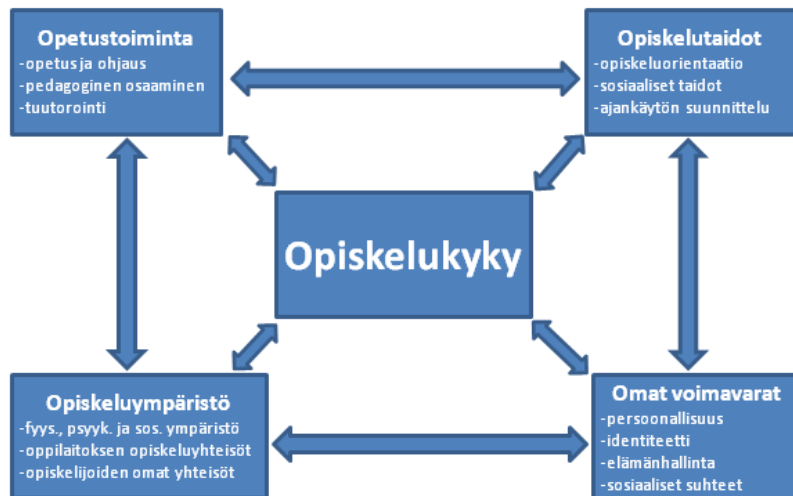 Opetustoiminta
-opetus ja ohjaus
-pedagoginen osaaminen
-tuutorointi
Opiskelutaidot
-opiskeluorientaatio
-sosiaaliset taidot
-ajankäytön suunnittelu
Opiskelukyky
Opiskeluympäristö
-fyys., psyyk. ja sos. ympäristö
-oppilaitoksen opiskeluyhteisöt
-opiskelijoiden omat yhteisöt
Omat voimavarat
-persoonallisuus
-identiteetti
-elämänhallinta
-sosiaaliset suhteet